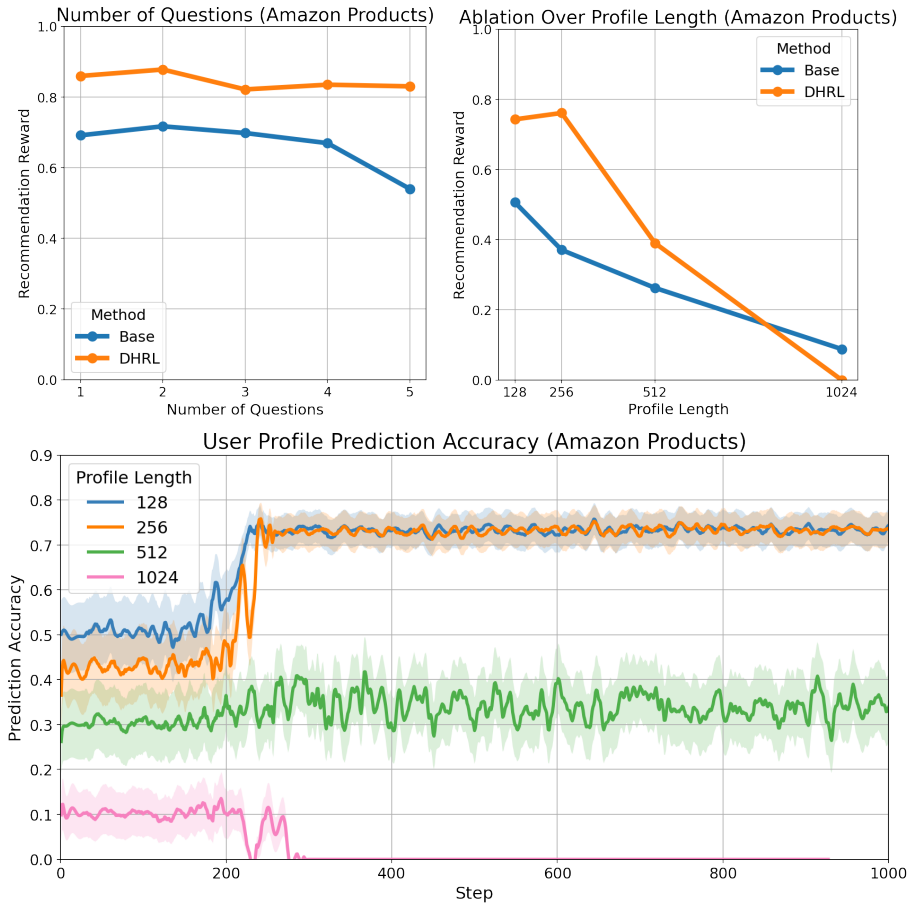 Number of Questions (Amazon Products)
1.0
0.8
0.6
0.4
0.2
0.0
Recommendation Reward
Method
Base
DHRL
1 2 3 4 5
Number of Questions
Ablation Over Profile Length (Amazon Products)
1.0
0.8
0.6
0.4
0.2
0.0
Recommendation Reward
Method
Base
DHRL
128 256 512 1024
Profile Length
User Profile Prediction Accuracy (Amazon Products)
0.9
0.8
0.7
0.6
0.5
0.4
0.3
0.2
0.1
0.0
Prediction Accuracy
Profile Length
128
256
512
1024
0 200 400 600 800 1000
Step